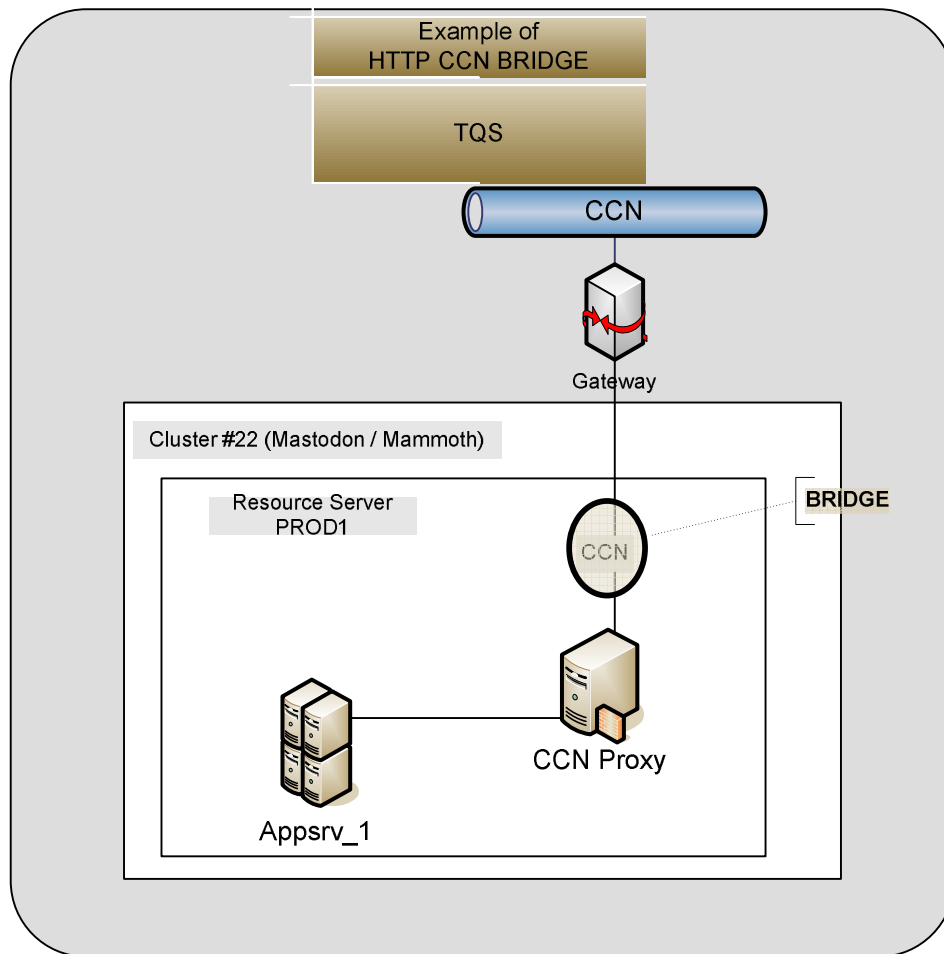 Example of
HTTP CCN BRIDGE
TQS
CCN
Gateway
Cluster #22 (Mastodon / Mammoth)
Resource Server
PROD1
BRIDGE
CCN
CCN Proxy
Appsrv_1